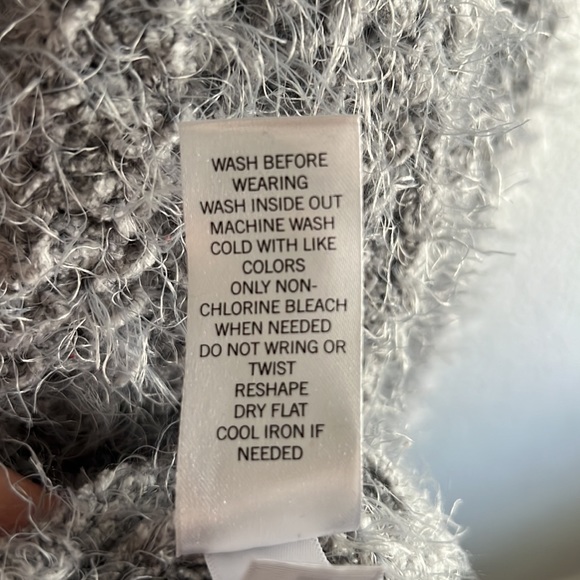 WASH BEFORE
WEARING
WASH INSIDE OUT
MACHINE WASH
COLD WITH LIKE
COLORS
ONLY NON-
CHLORINE BLEACH
WHEN NEEDED
DO NOT WRING OR
TWIST
RESHAPE
DRY FLAT
COOL IRON IF
NEEDED